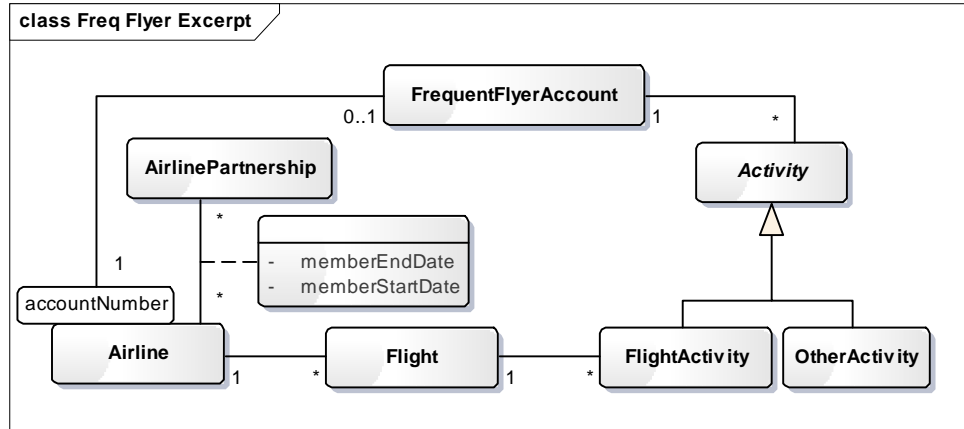 class Freq Flyer Excerpt
FrequentFlyerAccount
0..1
1
*
AirlinePartnership
Activity
*
- memberEndDate
- memberStartDate
1
*
accountNumber
Airline
Flight
FlightActivity
OtherActivity
1
*
1
*